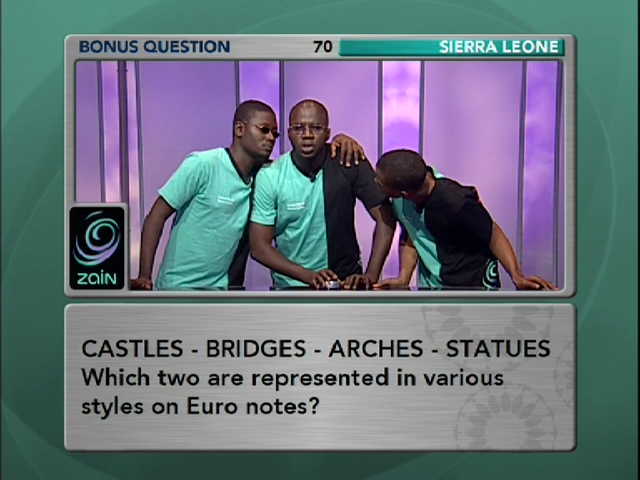 BONUS QUESTION 70 SIERRA LEONE
ZAIN
CASTLES - BRIDGES - ARCHES - STATUES
Which two are represented in various
styles on Euro notes?